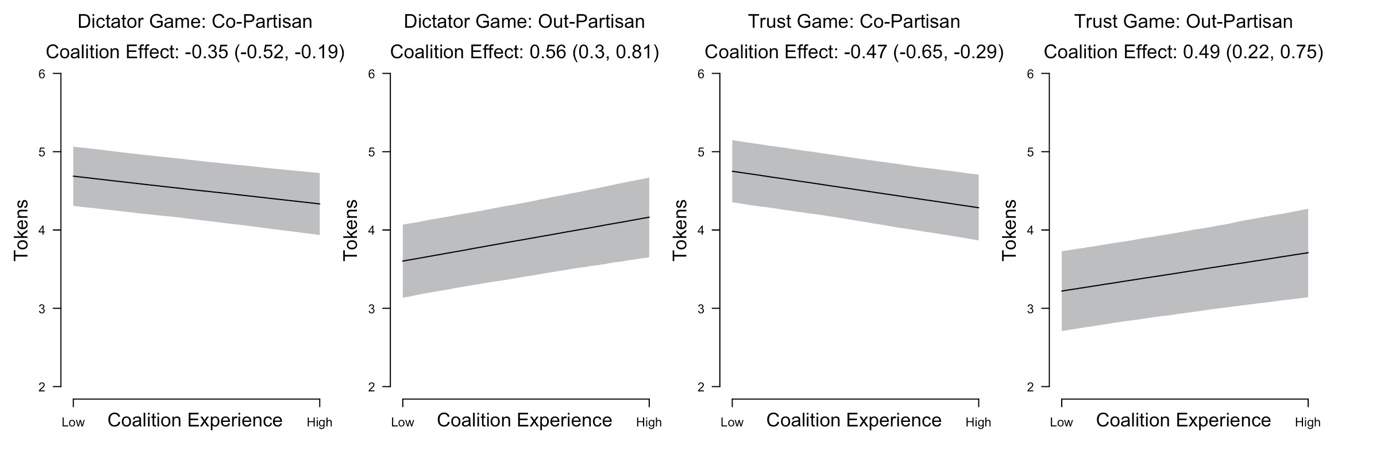 Dictator Game: Co-Partisan
Coalition Effect: -0.35 (-0.52, -0.19)
6
5
4
3
2
Tokens
Low
Coalition Experience
High
Dictator Game: Out-Partisan
Coalition Effect: 0.56 (0.3, 0.81)
6
5
4
3
2
Tokens
Low
Coalition Experience
High
Trust Game: Co-Partisan
Coalition Effect: -0.47 (-0.65, -0.29)
6
5
4
3
2
Tokens
Low
Coalition Experience
High
Trust Game: Out-Partisan
Coalition Effect: 0.49 (0.22, 0.75)
6
5
4
3
2
Tokens
Low
Coalition Experience
High